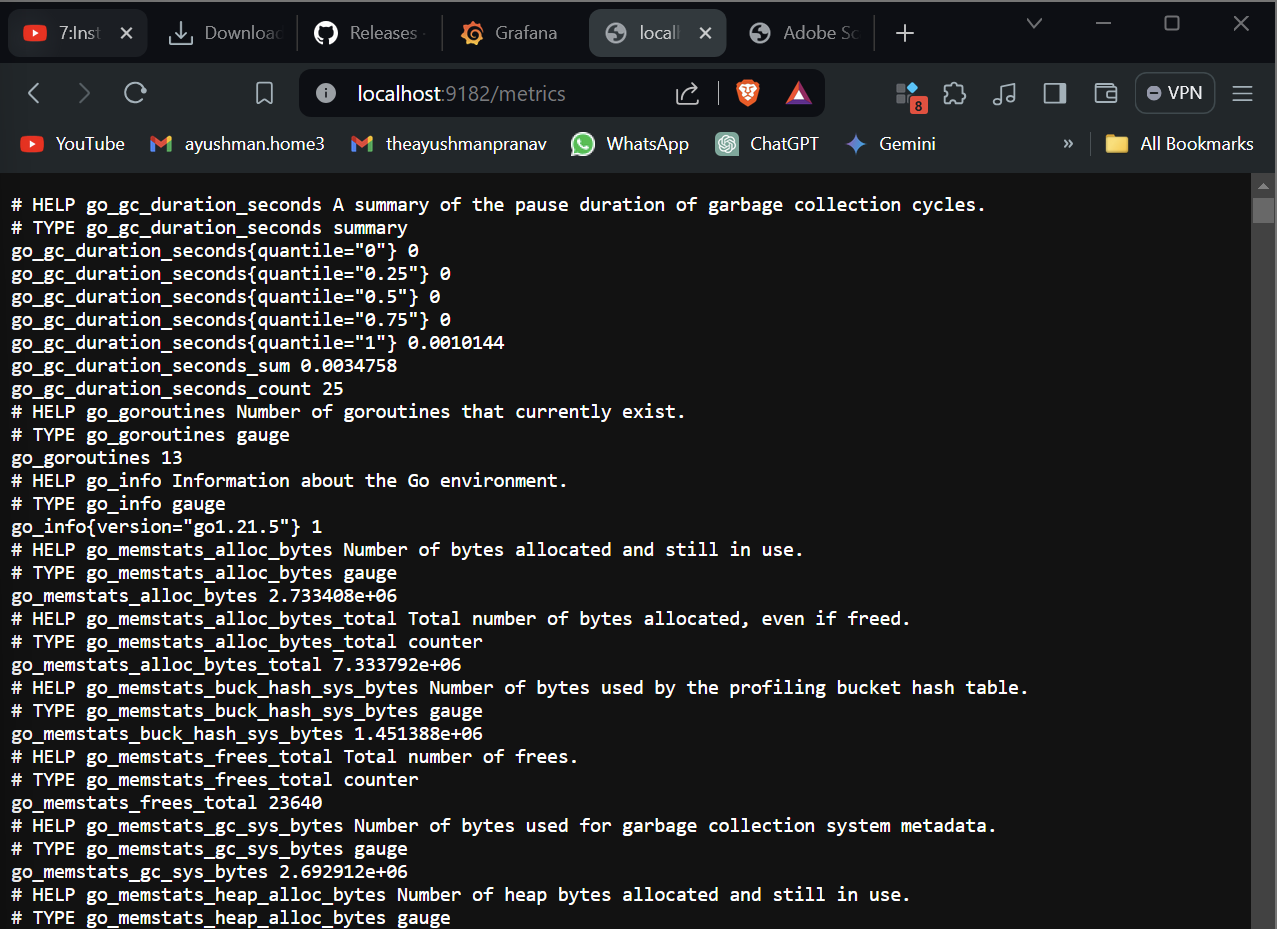 7:Inst
Download
Releases
Grafana
locall
Adobe Sc
localhost:9182/metrics
8
VPN
YouTube
ayushman.home3
theayushmanpranav
WhatsApp
ChatGPT
Gemini
»
All Bookmarks
# HELP go_gc_duration_seconds A summary of the pause duration of garbage collection cycles.
# TYPE go_gc_duration_seconds summary
go_gc_duration_seconds{quantile="0"} 0
go_gc_duration_seconds{quantile="0.25"} 0
go_gc_duration_seconds{quantile="0.5"} 0
go_gc_duration_seconds{quantile="0.75"} 0
go_gc_duration_seconds{quantile="1"} 0.0010144
go_gc_duration_seconds_sum 0.0034758
go_gc_duration_seconds_count 25
# HELP go_goroutines Number of goroutines that currently exist.
# TYPE go_goroutines gauge
go_goroutines 13
# HELP go_info Information about the Go environment.
# TYPE go_info gauge
go_info{version="go1.21.5"} 1
# HELP go_memstats_alloc_bytes Number of bytes allocated and still in use.
# TYPE go_memstats_alloc_bytes gauge
go_memstats_alloc_bytes 2.733408e+06
# HELP go_memstats_alloc_bytes_total Total number of bytes allocated, even if freed.
# TYPE go_memstats_alloc_bytes_total counter
go_memstats_alloc_bytes_total 7.333792e+06
# HELP go_memstats_buck_hash_sys_bytes Number of bytes used by the profiling bucket hash table.
# TYPE go_memstats_buck_hash_sys_bytes gauge
go_memstats_buck_hash_sys_bytes 1.451388e+06
# HELP go_memstats_frees_total Total number of frees.
# TYPE go_memstats_frees_total counter
go_memstats_frees_total 23640
# HELP go_memstats_gc_sys_bytes Number of bytes used for garbage collection system metadata.
# TYPE go_memstats_gc_sys_bytes gauge
go_memstats_gc_sys_bytes 2.692912e+06
# HELP go_memstats_heap_alloc_bytes Number of heap bytes allocated and still in use.
# TYPE go_memstats_heap_alloc_bytes gauge